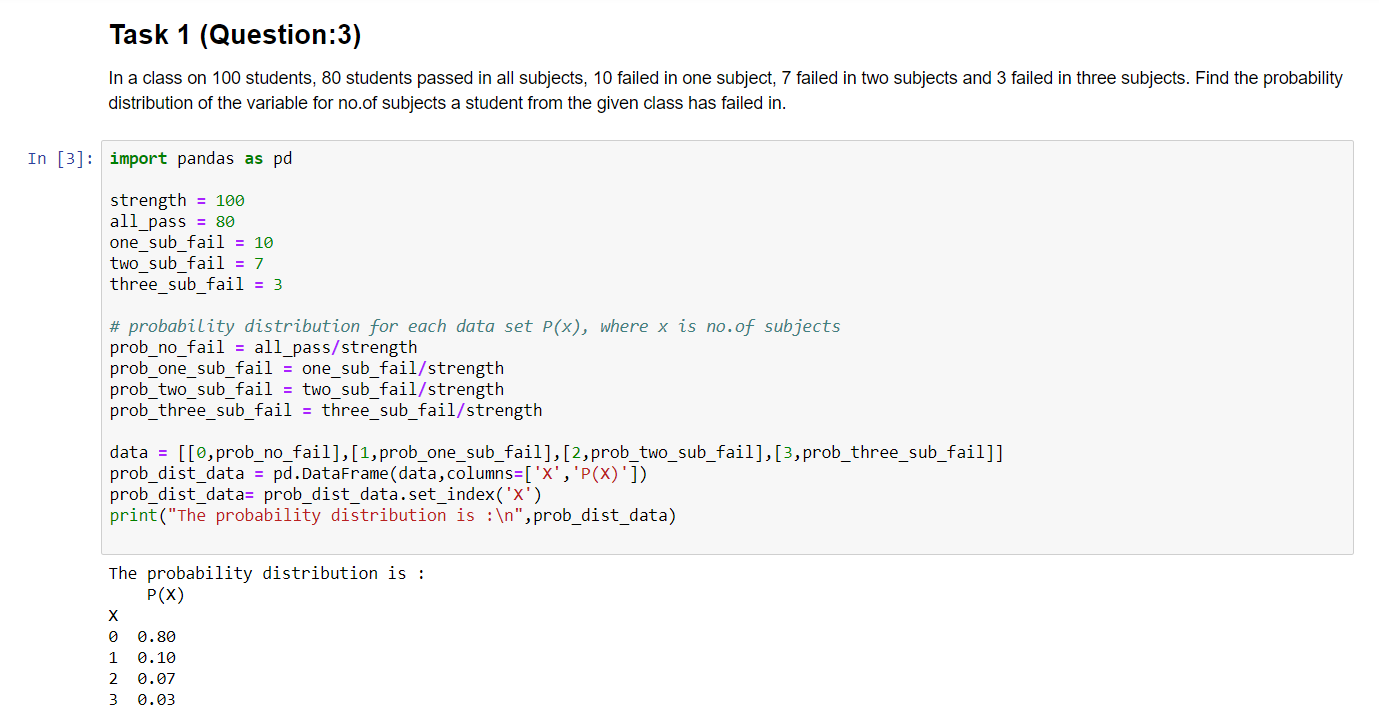 Task 1 (Question:3)
In a class on 100 students, 80 students passed in all subjects, 10 failed in one subject, 7 failed in two subjects and 3 failed in three subjects. Find the probability
distribution of the variable for no.of subjects a student from the given class has failed in.
In [3]: import pandas as pd
strength = 100
all_pass = 80
one_sub_fail = 10
two_sub_fail = 7
three_sub_fail = 3
# probability distribution for each data set P(x), where x is no.of subjects
prob_no_fail = all_pass/strength
prob_one_sub_fail = one_sub_fail/strength
prob_two_sub_fail = two_sub_fail/strength
prob_three_sub_fail = three_sub_fail/strength
data = [[0,prob_no_fail],[1,prob_one_sub_fail],[2,prob_two_sub_fail],[3,prob_three_sub_fail]]
prob_dist_data = pd.DataFrame(data,columns=['X','P(X)'])
prob_dist_data= prob_dist_data.set_index('X')
print("The probability distribution is :\n",prob_dist_data)
The probability distribution is :
P(X)
X
0 0.80
1 0.10
2 0.07
3 0.03